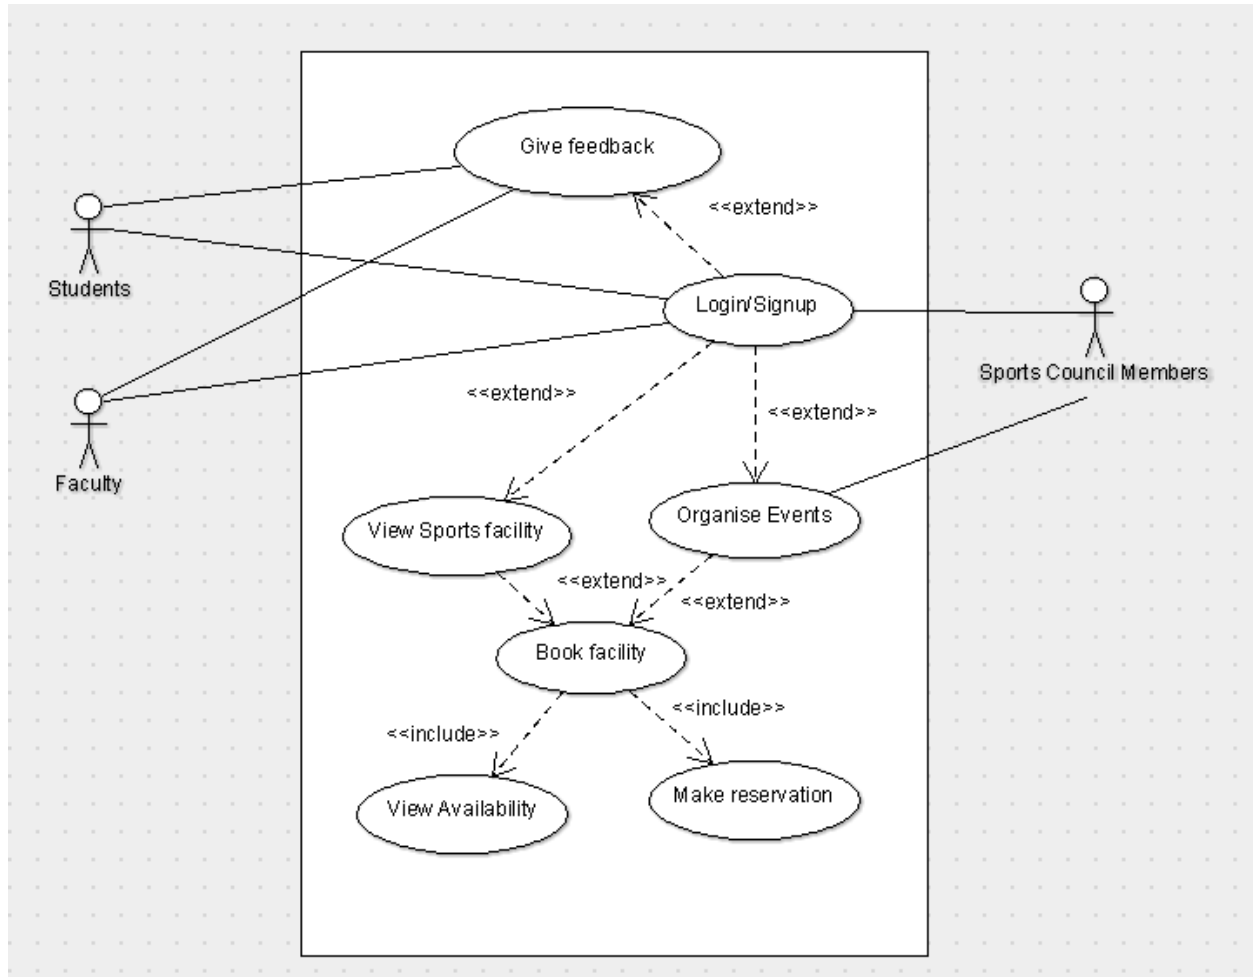 Give feedback
<<extend>>
Students
Login/Signup
Sports Council Members
<<extend>>
<<extend>>
Faculty
View Sports facility
Organise Events
<<extend>>
<<extend>>
Book facility
<<include>>
<<include>>
View Availability
Make reservation